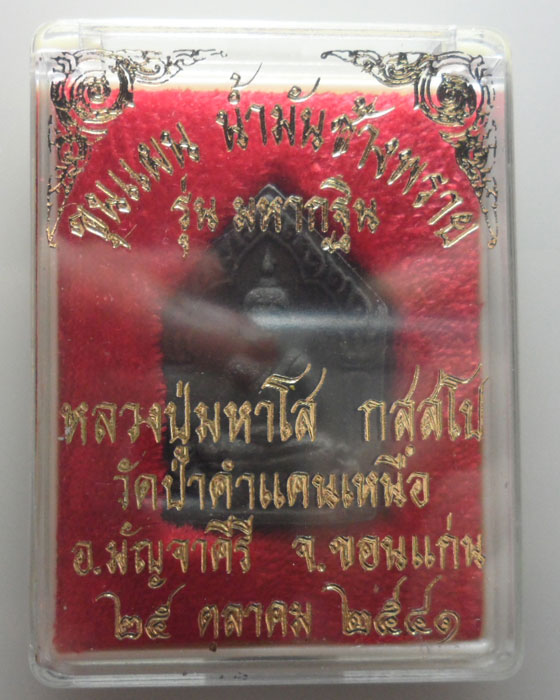 ขุนแผน น้ำมันช้างพราย
รุ่น มหากฐิน
หลวงปู่มหาโส กสฺสโป
วัดป่าคำแคนเหนือ
อ.มัญจาคีรี จ.ขอนแก่น
๒๕ ตุลาคม ๒๕๔๑